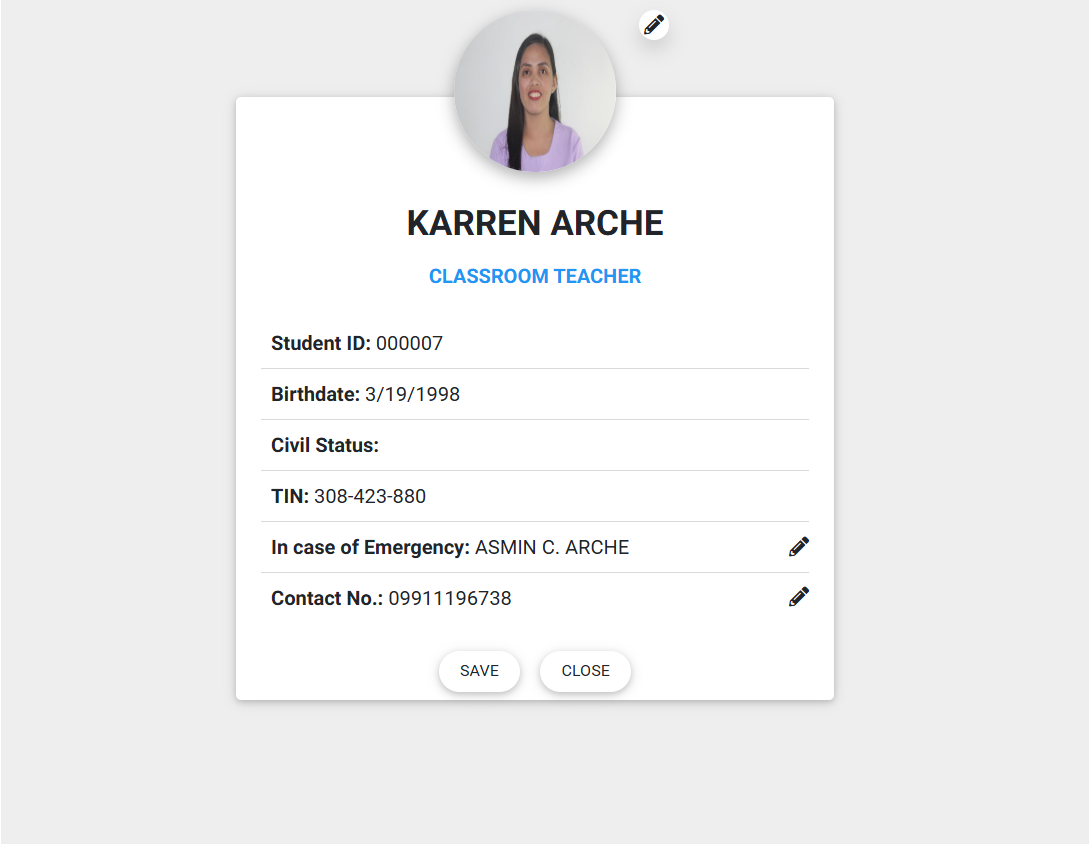 KARREN ARCHE
CLASSROOM TEACHER
Student ID: 000007
Birthdate: 3/19/1998
Civil Status:
TIN: 308-423-880
In case of Emergency: ASMIN C. ARCHE
Contact No.: 09911196738
SAVE CLOSE